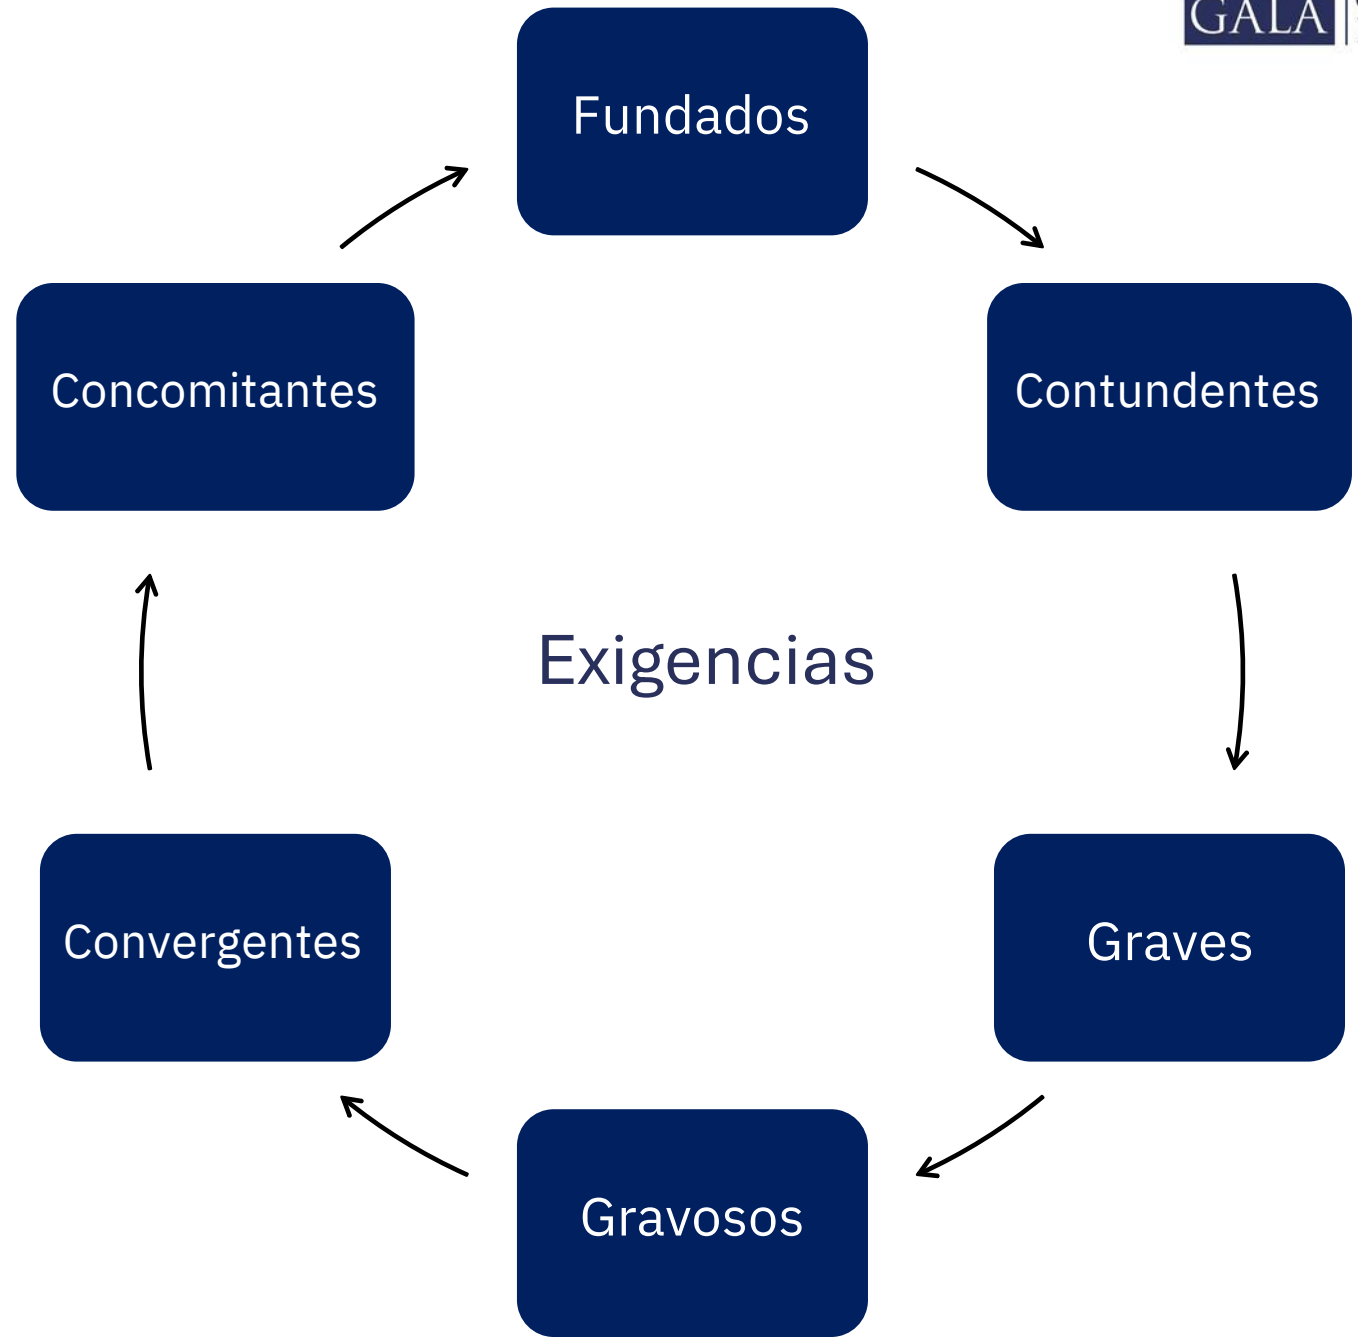 GALA
Fundados
Contundentes
Graves
Gravosos
Convergentes
Concomitantes
Exigencias